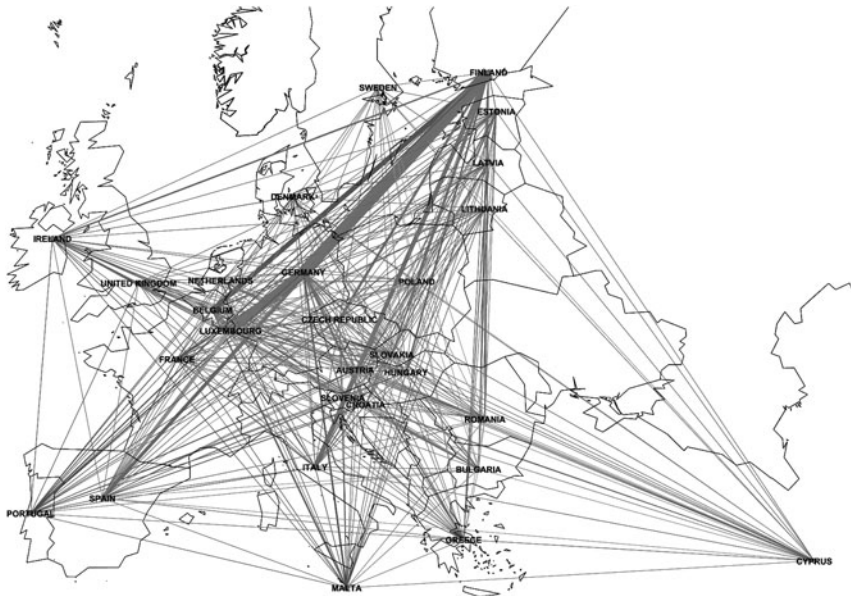 FINLAND
SWEDEN
ESTONIA
LATVIA
DENMARK
LITHUANIA
IRELAND
GERMANY
UNITED KINGDOM
NETHERLANDS
POLAND
BELGIUM
CZECH REPUBLIC
LUXEMBOURG
SLOVAKIA
FRANCE
AUSTRIA
HUNGARY
SLOVENIA
CROATIA
ROMANIA
ITALY
BULGARIA
SPAIN
PORTUGAL
GREECE
CYPRUS
MALTA